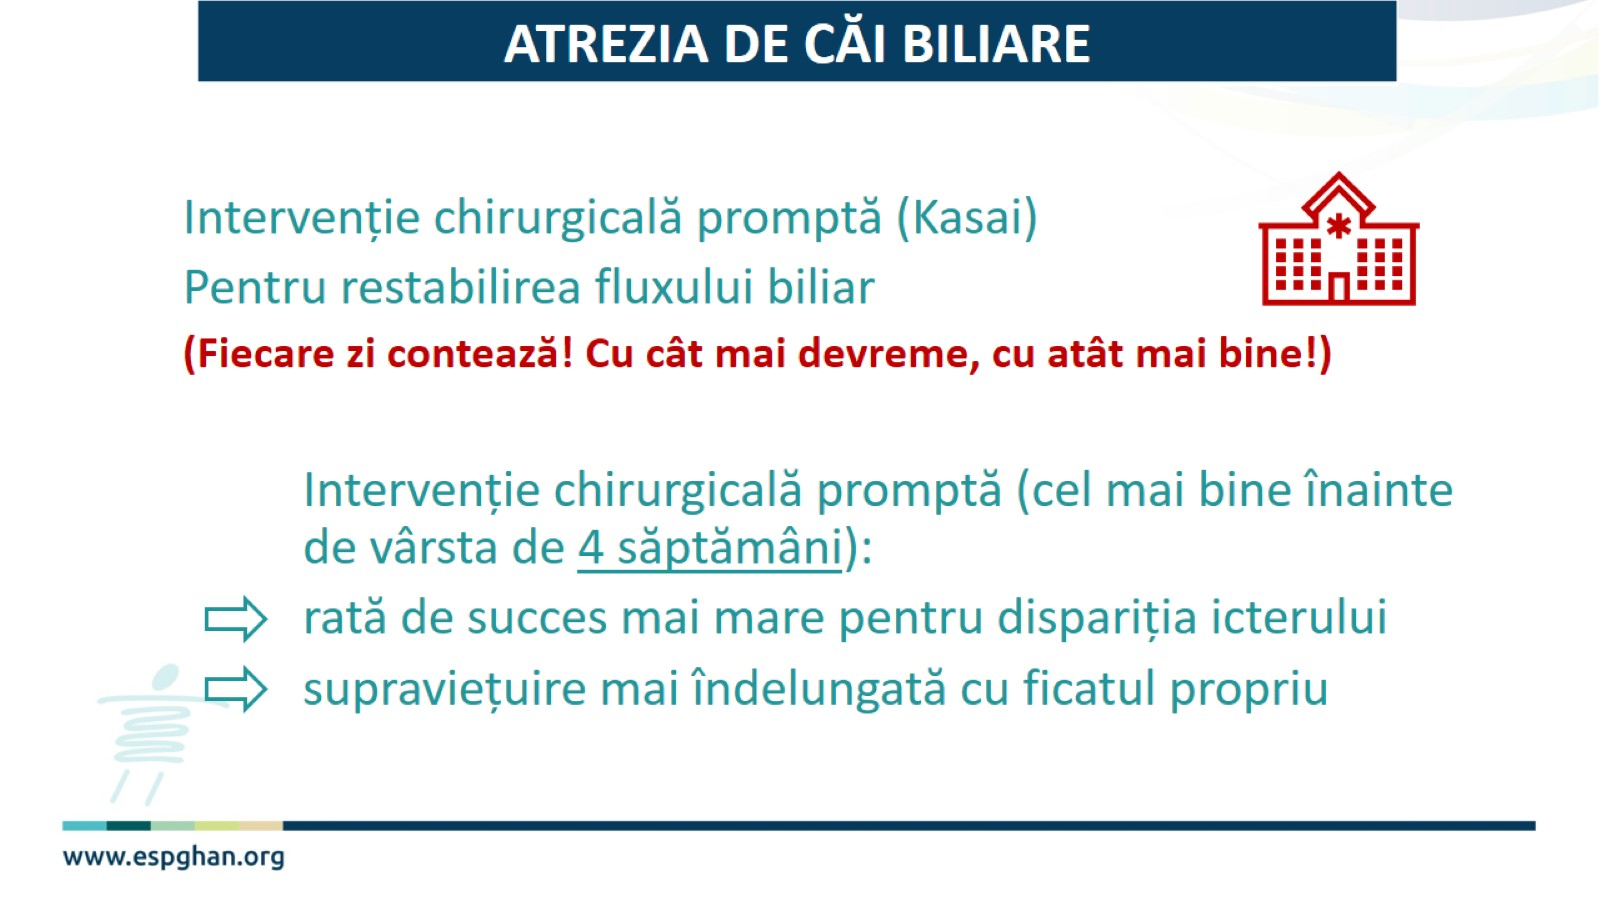 ATREZIA DE CĂI BILIARE
Intervenție chirurgicală promptă (Kasai)
Pentru restabilirea fluxului biliar
(Fiecare zi contează! Cu cât mai devreme, cu atât mai bine!)
Intervenție chirurgicală promptă (cel mai bine înainte
de vârsta de 4 săptămâni):
rată de succes mai mare pentru dispariția icterului
supraviețuire mai îndelungată cu ficatul propriu
www.espghan.org